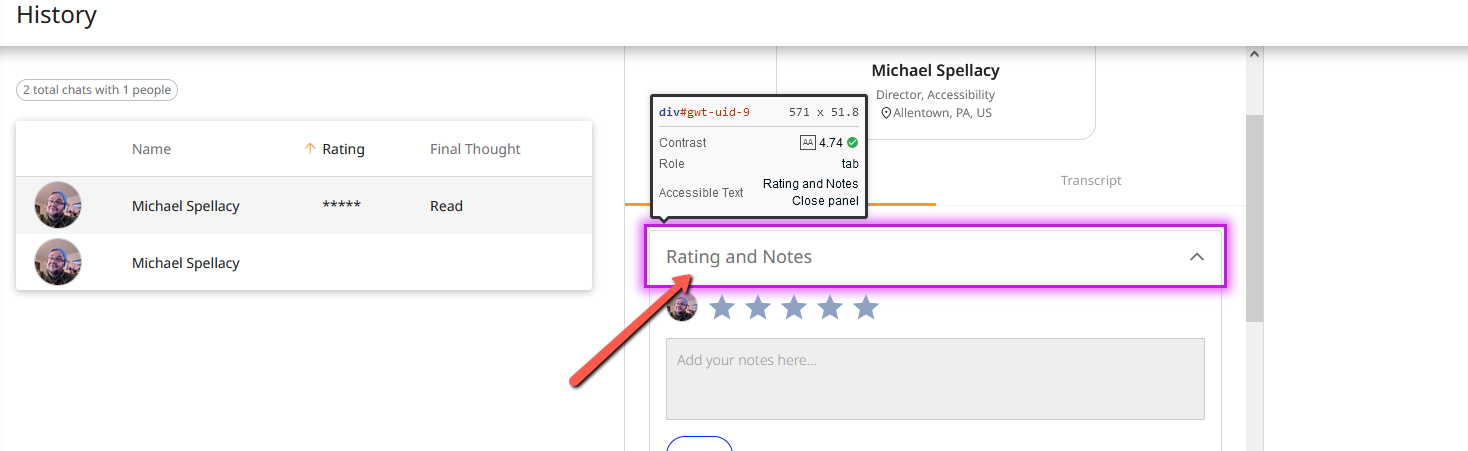 History
2 total chats with 1 people
Name Rating Final Thought
Michael Spellacy ***** Read
Michael Spellacy
Michael Spellacy
Director, Accessibility
Allentown, PA, US
div#gwt-uid-9 571 x 51.8
Contrast AA 4.74
Role tab
Accessible Text Rating and Notes
Close panel
Transcript
Rating and Notes
Add your notes here...